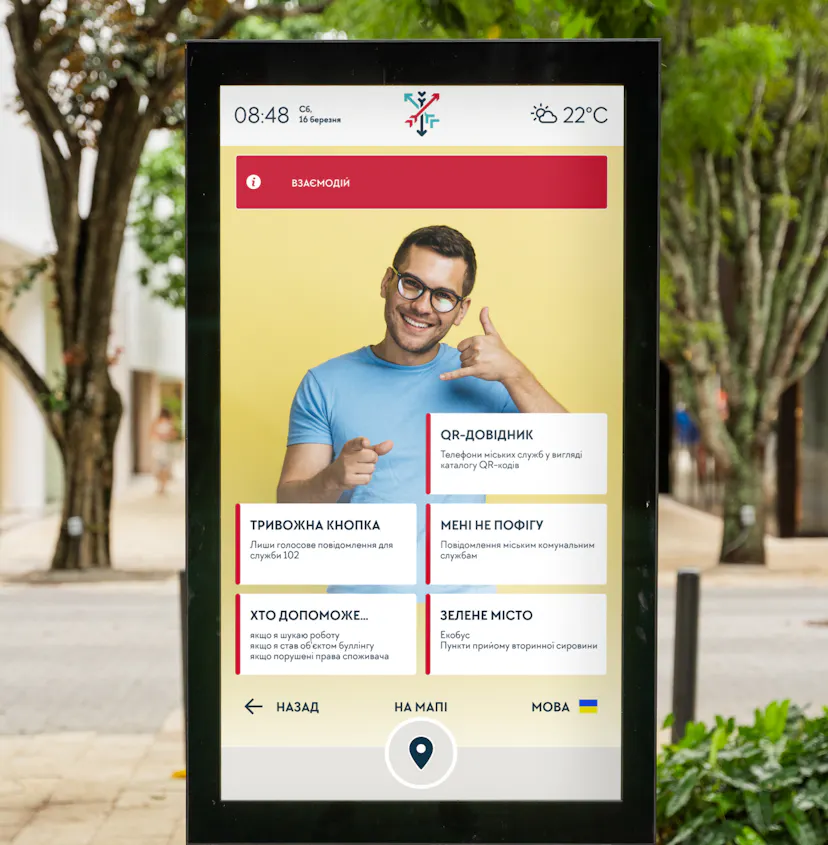 08:48
Сб,
16 березня
22°C
i
ВЗАЄМОДІЙ
QR-ДОВІДНИК
Телефони міських служб у вигляді
каталогу QR-кодів
ТРИВОЖНА КНОПКА
Лиши голосове повідомлення для
служби 102
МЕНІ НЕ ПОФІГУ
Повідомлення міським комунальним
службам
ХТО ДОПОМОЖЕ...
якщо я шукаю роботу
якщо я став об'єктом буллінгу
якщо порушені права споживача
ЗЕЛЕНЕ МІСТО
Екобус
Пункти прийому вторинної сировини
НАЗАД
НА МАПІ
МОВА